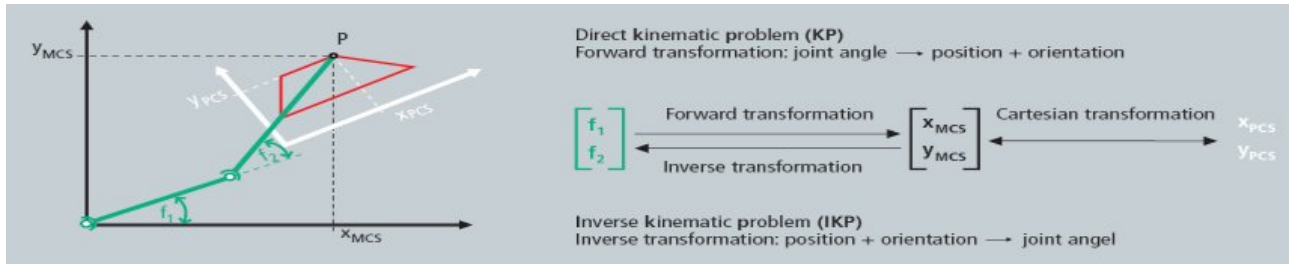 y_MCS
P
y_PCS
x_PCS
f_2
f_1
x_MCS
Direct kinematic problem (KP)
Forward transformation: joint angle → position + orientation
f_1
f_2
Forward transformation
Inverse transformation
x_MCS
y_MCS
Cartesian transformation
x_PCS
y_PCS
Inverse kinematic problem (IKP)
Inverse transformation: position + orientation → joint angel